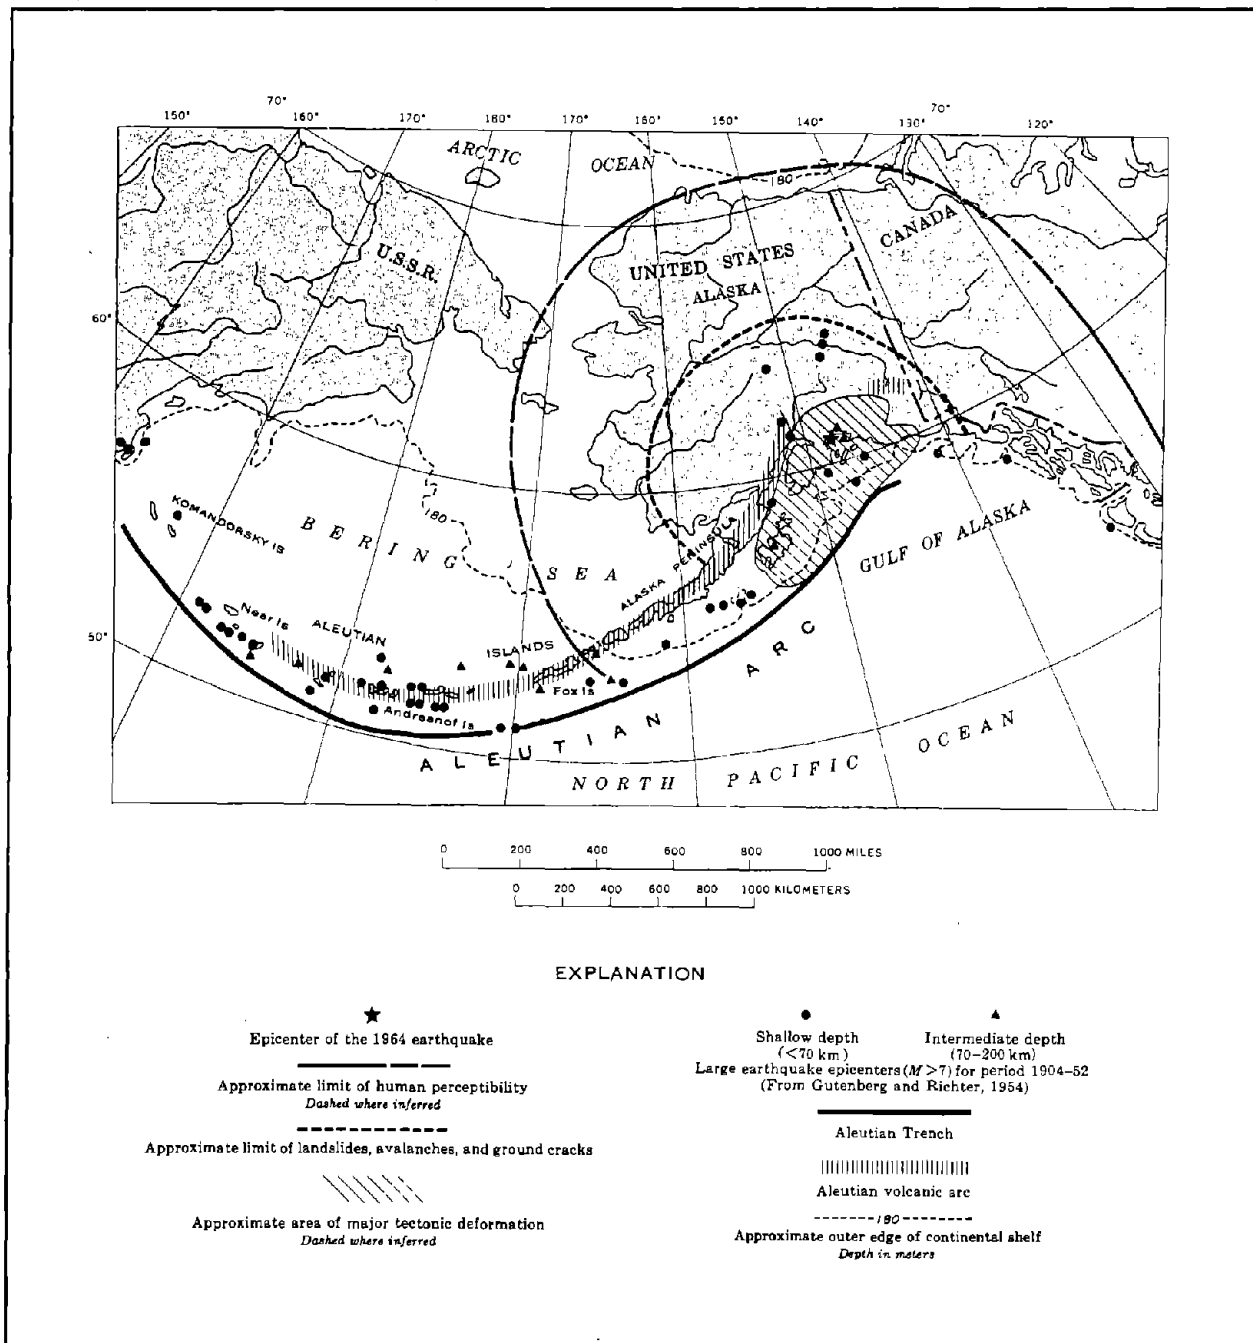 70° 70°
150° 160° 170° 180° 170° 160° 150° 140° 130° 120°
ARCTIC OCEAN
180
U.S.S.R.
CANADA
UNITED STATES
ALASKA
60°
KOMANDORSKY IS
180
BERING SEA
ALASKA PENINSULA
GULF OF ALASKA
50°
Near Is
ALEUTIAN ISLANDS
Fox Is
Andreanof Is
ALEUTIAN ARC
NORTH PACIFIC OCEAN
0 200 400 600 800 1000 MILES
0 200 400 600 800 1000 KILOMETERS
EXPLANATION
Epicenter of the 1964 earthquake
Approximate limit of human perceptibility
Dashed where inferred
Approximate limit of landslides, avalanches, and ground cracks
Approximate area of major tectonic deformation
Dashed where inferred
Shallow depth
(<70 km)
Intermediate depth
(70-200 km)
Large earthquake epicenters (M >7) for period 1904-52
(From Gutenberg and Richter, 1954)
Aleutian Trench
Aleutian volcanic arc
180
Approximate outer edge of continental shelf
Depth in meters